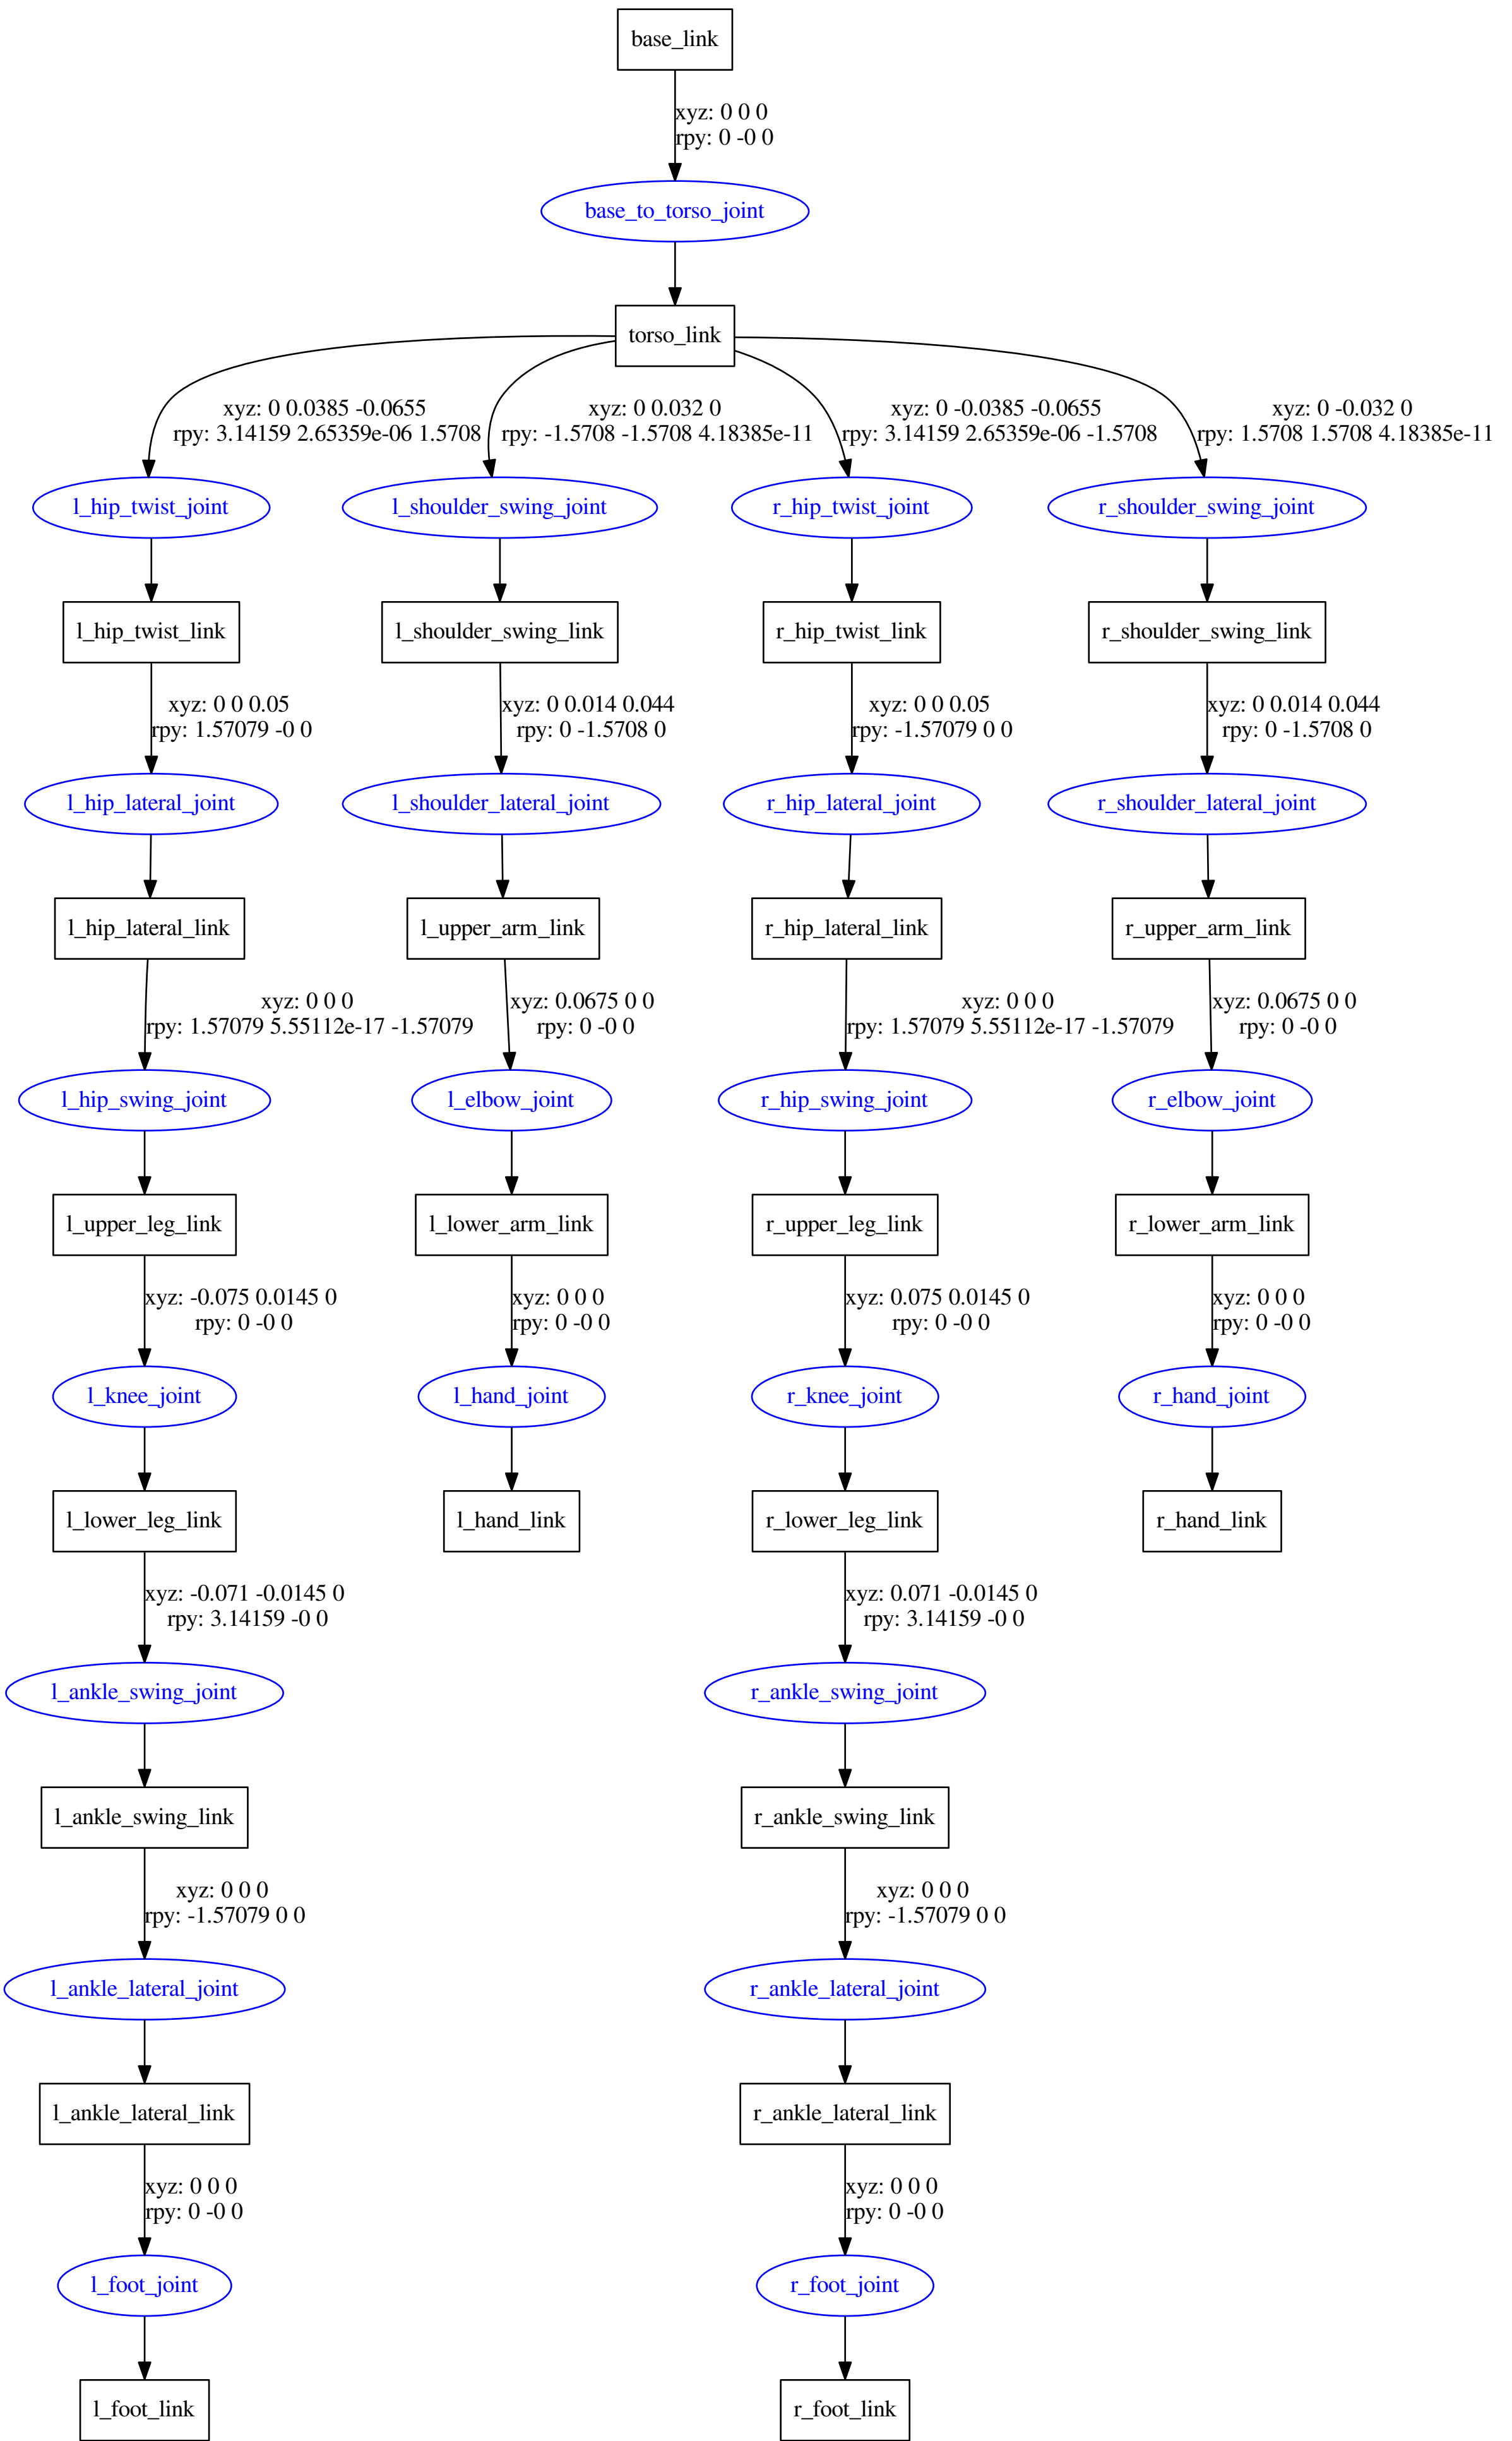 base_link
xyz: 0 0 0
rpy: 0 -0 0
base_to_torso_joint
torso_link
xyz: 0 0.0385 -0.0655
rpy: 3.14159 2.65359e-06 1.5708
xyz: 0 0.032 0
rpy: -1.5708 -1.5708 4.18385e-11
xyz: 0 -0.0385 -0.0655
rpy: 3.14159 2.65359e-06 -1.5708
xyz: 0 -0.032 0
rpy: 1.5708 1.5708 4.18385e-11
l_hip_twist_joint
l_shoulder_swing_joint
r_hip_twist_joint
r_shoulder_swing_joint
l_hip_twist_link
l_shoulder_swing_link
r_hip_twist_link
r_shoulder_swing_link
xyz: 0 0 0.05
rpy: 1.57079 -0 0
xyz: 0 0.014 0.044
rpy: 0 -1.5708 0
xyz: 0 0 0.05
rpy: -1.57079 0 0
xyz: 0 0.014 0.044
rpy: 0 -1.5708 0
l_hip_lateral_joint
l_shoulder_lateral_joint
r_hip_lateral_joint
r_shoulder_lateral_joint
l_hip_lateral_link
l_upper_arm_link
r_hip_lateral_link
r_upper_arm_link
xyz: 0 0 0
rpy: 1.57079 5.55112e-17 -1.57079
xyz: 0.0675 0 0
rpy: 0 -0 0
xyz: 0 0 0
rpy: 1.57079 5.55112e-17 -1.57079
xyz: 0.0675 0 0
rpy: 0 -0 0
l_hip_swing_joint
l_elbow_joint
r_hip_swing_joint
r_elbow_joint
l_upper_leg_link
l_lower_arm_link
r_upper_leg_link
r_lower_arm_link
xyz: -0.075 0.0145 0
rpy: 0 -0 0
xyz: 0 0 0
rpy: 0 -0 0
xyz: 0.075 0.0145 0
rpy: 0 -0 0
xyz: 0 0 0
rpy: 0 -0 0
l_knee_joint
l_hand_joint
r_knee_joint
r_hand_joint
l_lower_leg_link
l_hand_link
r_lower_leg_link
r_hand_link
xyz: -0.071 -0.0145 0
rpy: 3.14159 -0 0
xyz: 0.071 -0.0145 0
rpy: 3.14159 -0 0
l_ankle_swing_joint
r_ankle_swing_joint
l_ankle_swing_link
r_ankle_swing_link
xyz: 0 0 0
rpy: -1.57079 0 0
xyz: 0 0 0
rpy: -1.57079 0 0
l_ankle_lateral_joint
r_ankle_lateral_joint
l_ankle_lateral_link
r_ankle_lateral_link
xyz: 0 0 0
rpy: 0 -0 0
xyz: 0 0 0
rpy: 0 -0 0
l_foot_joint
r_foot_joint
l_foot_link
r_foot_link